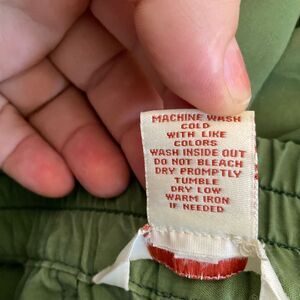 MACHINE WASH
COLD
WITH LIKE
COLORS
WASH INSIDE OUT
DO NOT BLEACH
DRY PROMPTLY
TUMBLE
DRY LOW
WARM IRON
IF NEEDED